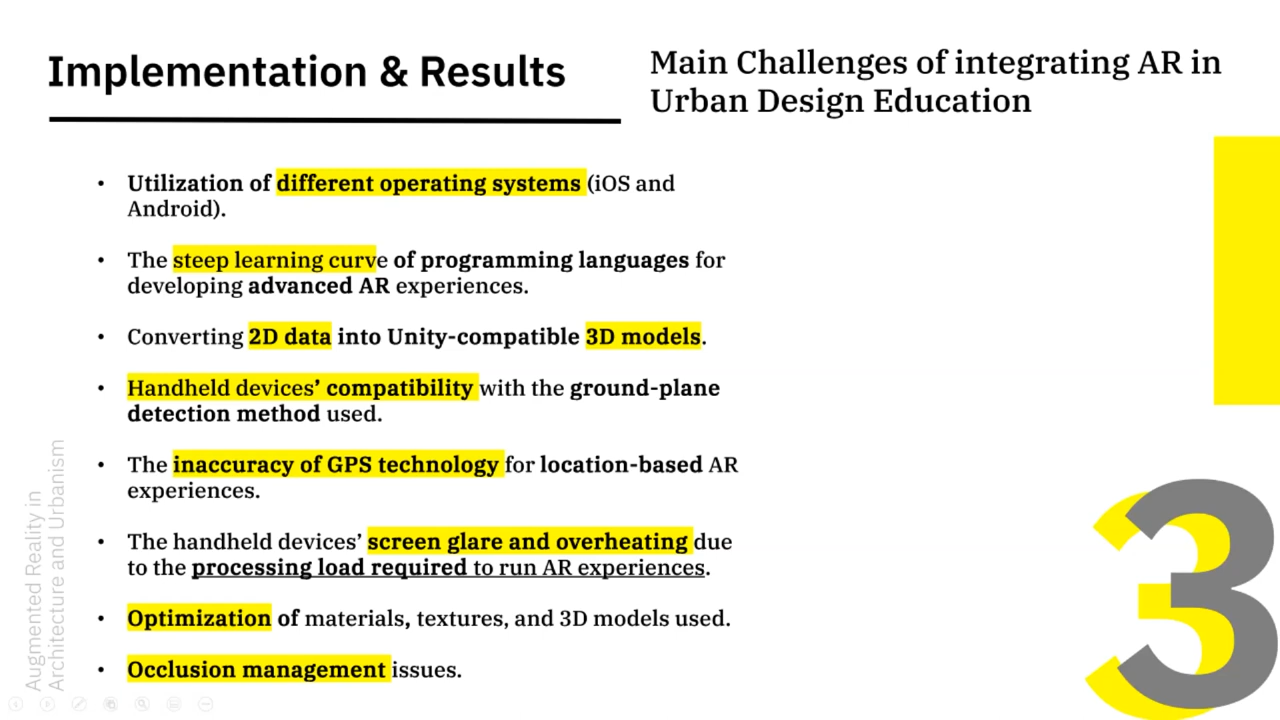 Implementation & Results
Main Challenges of integrating AR in
Urban Design Education
• Utilization of different operating systems (iOS and
Android).
• The steep learning curve of programming languages for
developing advanced AR experiences.
• Converting 2D data into Unity-compatible 3D models.
• Handheld devices’ compatibility with the ground-plane
detection method used.
• The inaccuracy of GPS technology for location-based AR
experiences.
• The handheld devices’ screen glare and overheating due
to the processing load required to run AR experiences.
• Optimization of materials, textures, and 3D models used.
• Occlusion management issues.
Augmented Reality in
Architecture and Urbanism
3